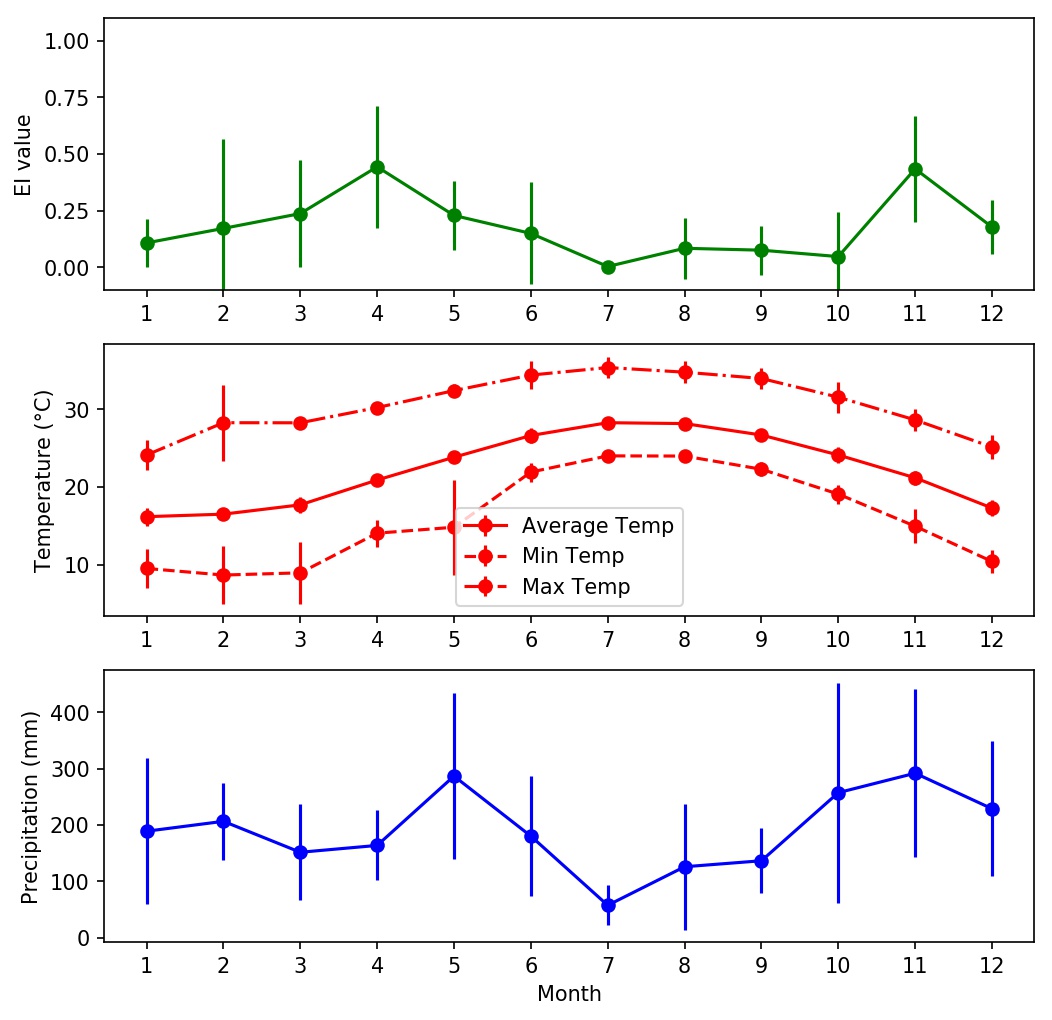 EI value
1.00
0.75
0.50
0.25
0.00
1 2 3 4 5 6 7 8 9 10 11 12
Temperature (°C)
30
20
10
Average Temp
Min Temp
Max Temp
1 2 3 4 5 6 7 8 9 10 11 12
Precipitation (mm)
400
300
200
100
0
1 2 3 4 5 6 7 8 9 10 11 12
Month